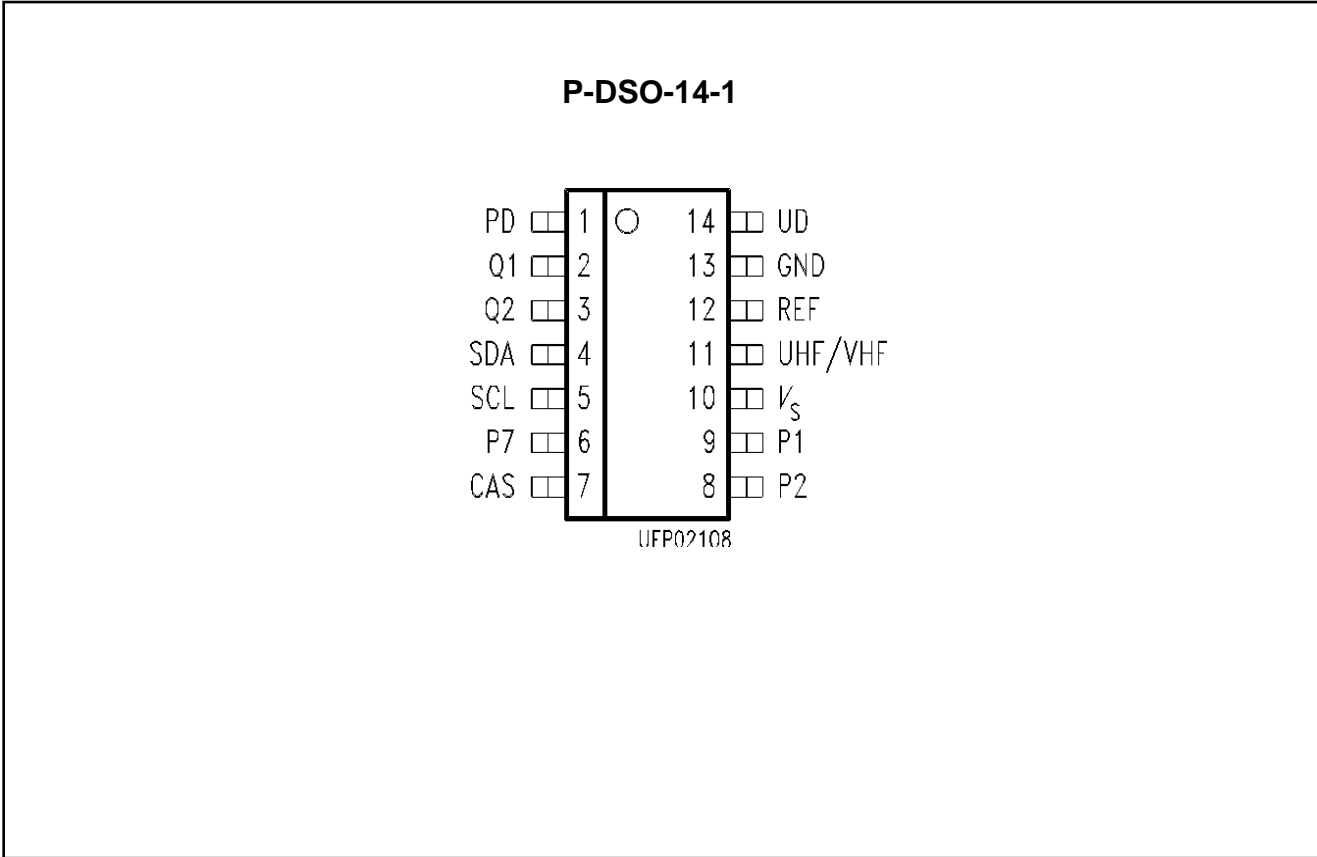 P-DSO-14-1
PD 1 14 UD
Q1 2 13 GND
Q2 3 12 REF
SDA 4 11 UHF/VHF
SCL 5 10 VS
P7 6 9 P1
CAS 7 8 P2
UFP02108